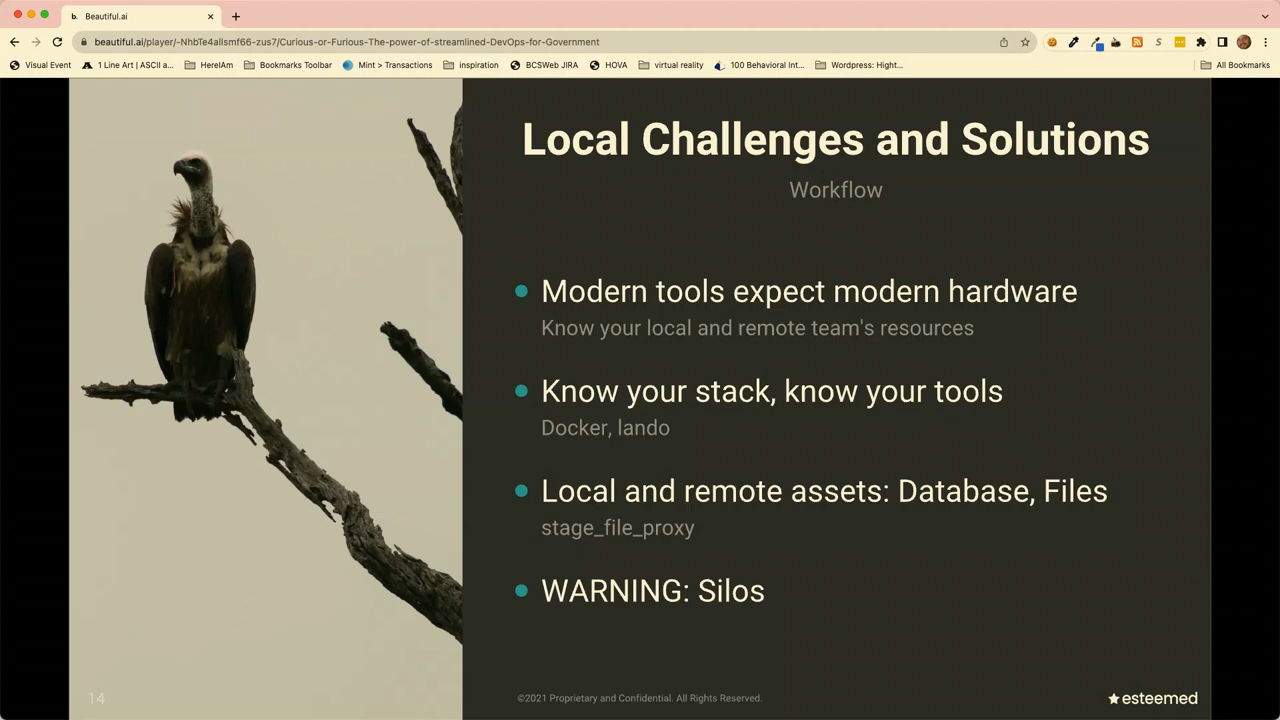 b. Beautiful.ai
beautiful.ai/player/-NhbTe4allsmf66-zus7/Curious-or-Furious-The-power-of-streamlined-DevOps-for-Government
Visual Event
1 Line Art | ASCII a...
HereIAm
Bookmarks Toolbar
Mint > Transactions
inspiration
BCSWeb JIRA
HOVA
virtual reality
100 Behavioral Int...
Wordpress: Hight...
All Bookmarks
Local Challenges and Solutions
Workflow
Modern tools expect modern hardware
Know your local and remote team's resources
Know your stack, know your tools
Docker, lando
Local and remote assets: Database, Files
stage_file_proxy
WARNING: Silos
14
©2021 Proprietary and Confidential. All Rights Reserved.
esteemed